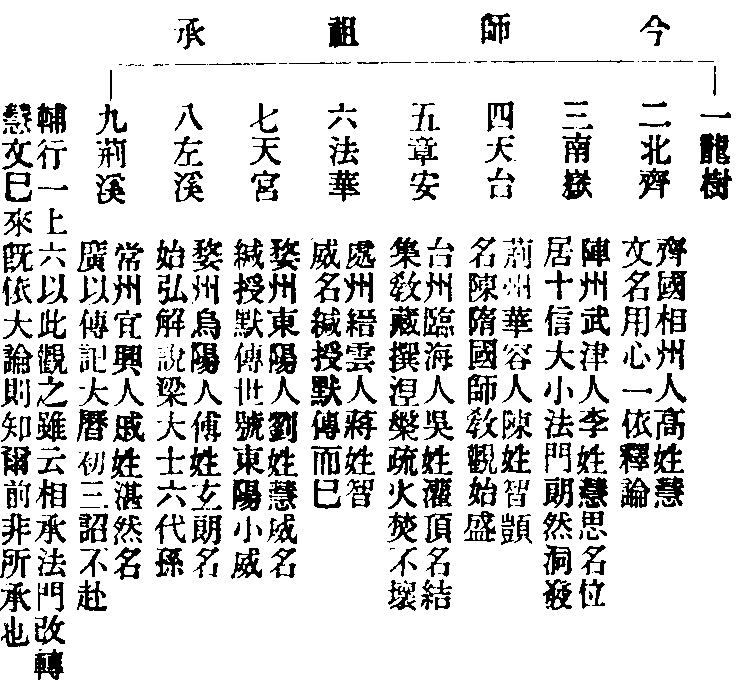 今師祖承
一龍樹
二北齊
齊國相州人高姓慧
文名用心一依釋論
三南嶽
陣州武津人李姓慧思名位
居十信大小法門朗然洞發
四天台
荊州華容人陳姓智顗
名陳隋國師敎觀始盛
五章安
台州臨海人吳姓灌頂名結
集敎藏撰涅槃疏火焚不壞
六法華
處州縉雲人蔣姓智
威名緘授默傳而巳
七天宮
婺州東陽人劉姓慧威名
緘授默傳世號東陽小威
八左溪
婺州烏陽人傅姓玄朗名
始弘解說梁大士六代孫
九荊溪
常州宜興人戚姓湛然名
廣以傳記大曆初三詔不赴
輔行一上六以此觀之雖云相承法門改轉
慧文巳來旣依大論則知爾前非所承也